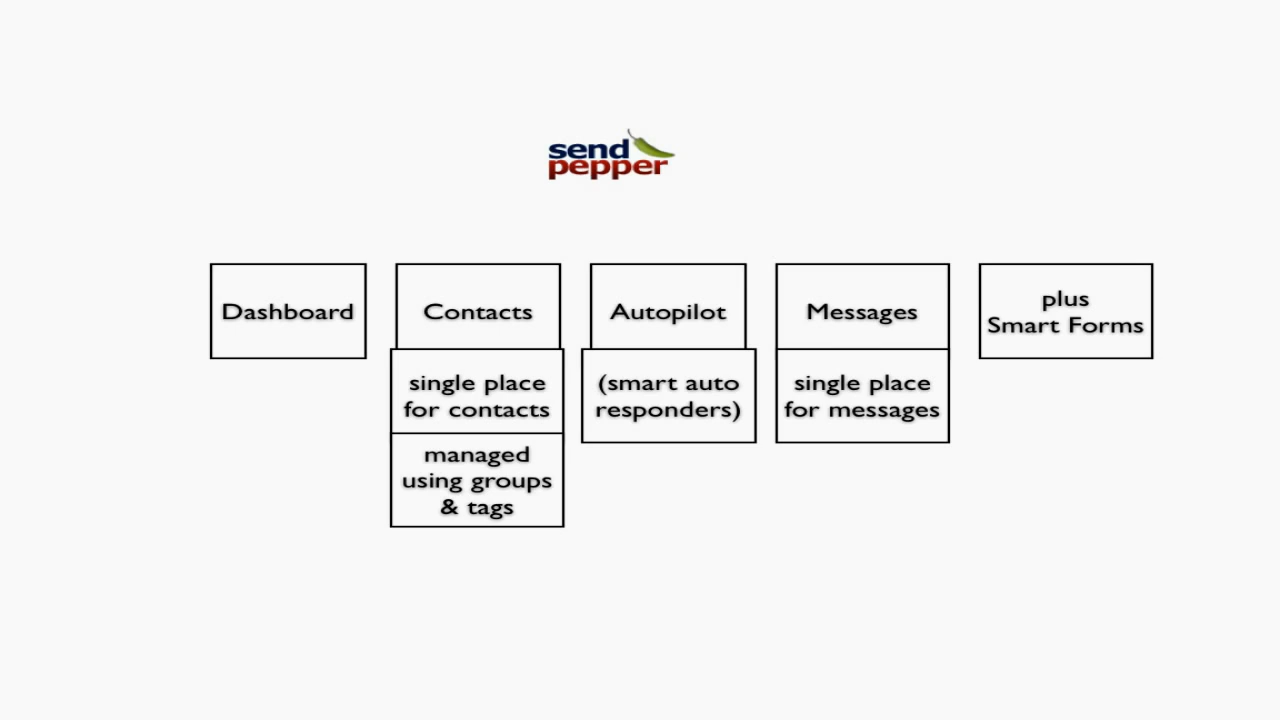 send
pepper
Dashboard
Contacts
Autopilot
Messages
plus
Smart Forms
single place
for contacts
(smart auto
responders)
single place
for messages
managed
using groups
& tags